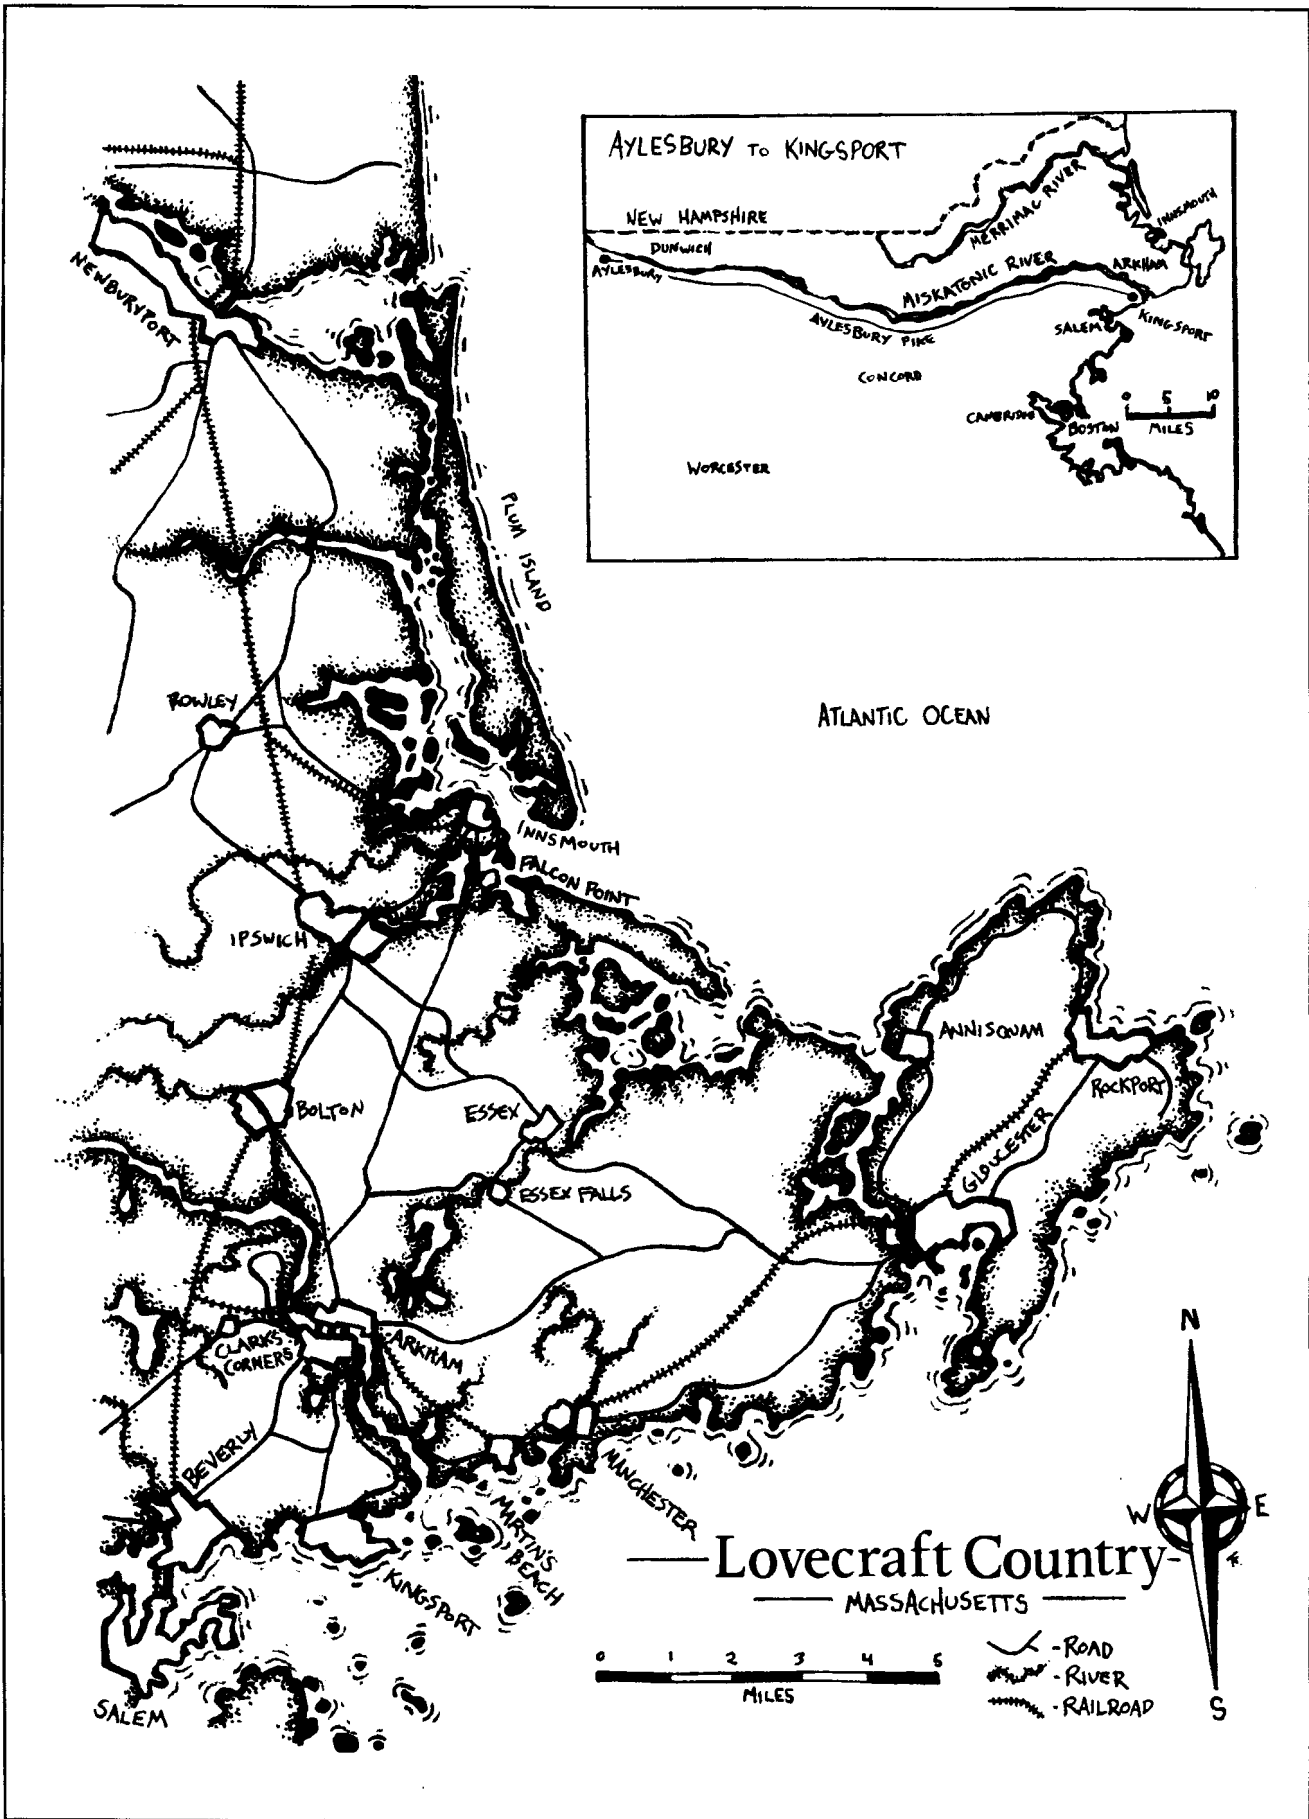 AYLESBURY TO KINGSPORT
NEW HAMPSHIRE
MERRIMAC RIVER
INNSMOUTH
DUNWICH
AYLESBURY
MISKATONIC RIVER
ARKHAM
AYLESBURY PIKE
KINGSPORT
SALEM
CONCORD
0 5 10
MILES
CAMBRIDGE
BOSTON
WORCESTER
NEWBURYPORT
PLUM ISLAND
ROWLEY
ATLANTIC OCEAN
INNSMOUTH
FALCON POINT
IPSWICH
ANNISQUAM
ROCKPORT
BOLTON
ESSEX
GLOUCESTER
ESSEX FALLS
CLARKS
CORNERS
ARKHAM
BEVERLY
MANCHESTER
MARTIN'S
BEACH
KINGSPORT
SALEM
N
W E
S
Lovecraft Country
MASSACHUSETTS
0 1 2 3 4 5
MILES
-ROAD
-RIVER
-RAILROAD